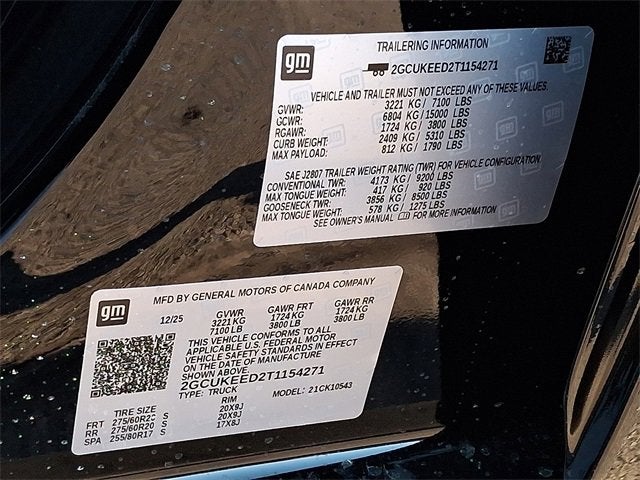 gm
TRAILERING INFORMATION
2GCUKEED2T1154271
VEHICLE AND TRAILER MUST NOT EXCEED ANY OF THESE VALUES.
GVWR: 3221 KG/ 7100 LBS
GCWR: 6804 KG/15000 LBS
RGAWR: 1724 KG/ 3800 LBS
CURB WEIGHT: 2409 KG/ 5310 LBS
MAX PAYLOAD: 812 KG/ 1790 LBS
SAE J2807 TRAILER WEIGHT RATING (TWR) FOR VEHICLE CONFIGURATION.
CONVENTIONAL TWR: 4173 KG/ 9200 LBS
MAX TONGUE WEIGHT: 417 KG/ 920 LBS
GOOSENECK TWR: 3856 KG/ 8500 LBS
MAX TONGUE WEIGHT: 578 KG/ 1275 LBS
SEE OWNER'S MANUAL FOR MORE INFORMATION
gm
MFD BY GENERAL MOTORS OF CANADA COMPANY
12/25 GVWR GAWR FRT GAWR RR
3221KG 1724 KG 1724 KG
7100LB 3800 LB 3800 LB
THIS VEHICLE CONFORMS TO ALL
APPLICABLE U.S. FEDERAL MOTOR
VEHICLE SAFETY STANDARDS IN EFFECT
ON THE DATE OF MANUFACTURE
SHOWN ABOVE.
2GCUKEED2T1154271
TYPE: TRUCK MODEL: 21CK10543
TIRE SIZE RIM
FRT 275/60R20 S 20X9J
RR 275/60R20 S 20X9J
SPA 255/80R17 S 17X8J